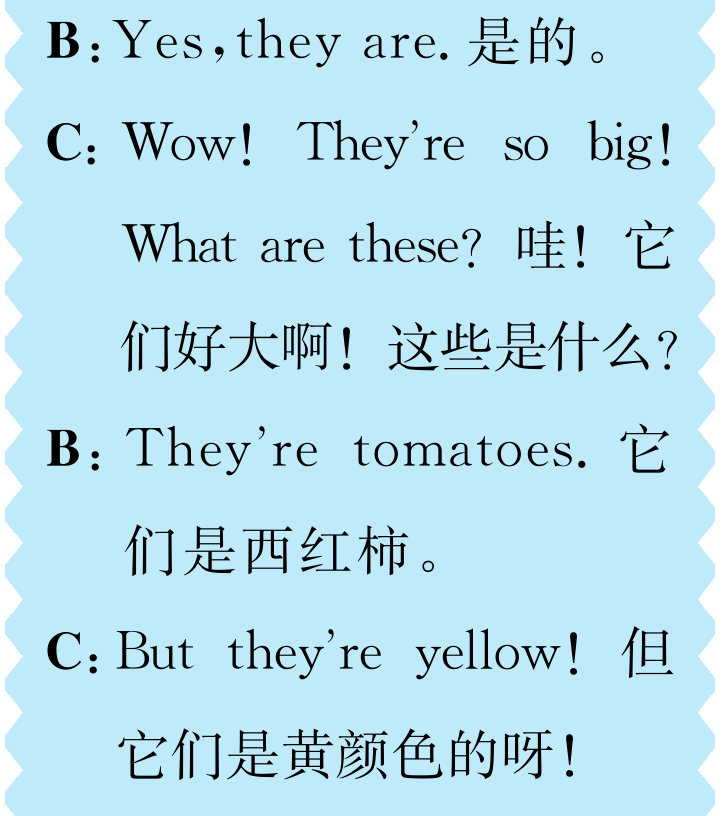 B: Yes, they are. 是的。
C: Wow! They're so big!
What are these? 哇! 它
们好大啊! 这些是什么?
B: They're tomatoes. 它
们是西红柿。
C: But they're yellow! 但
它们是黄颜色的呀!